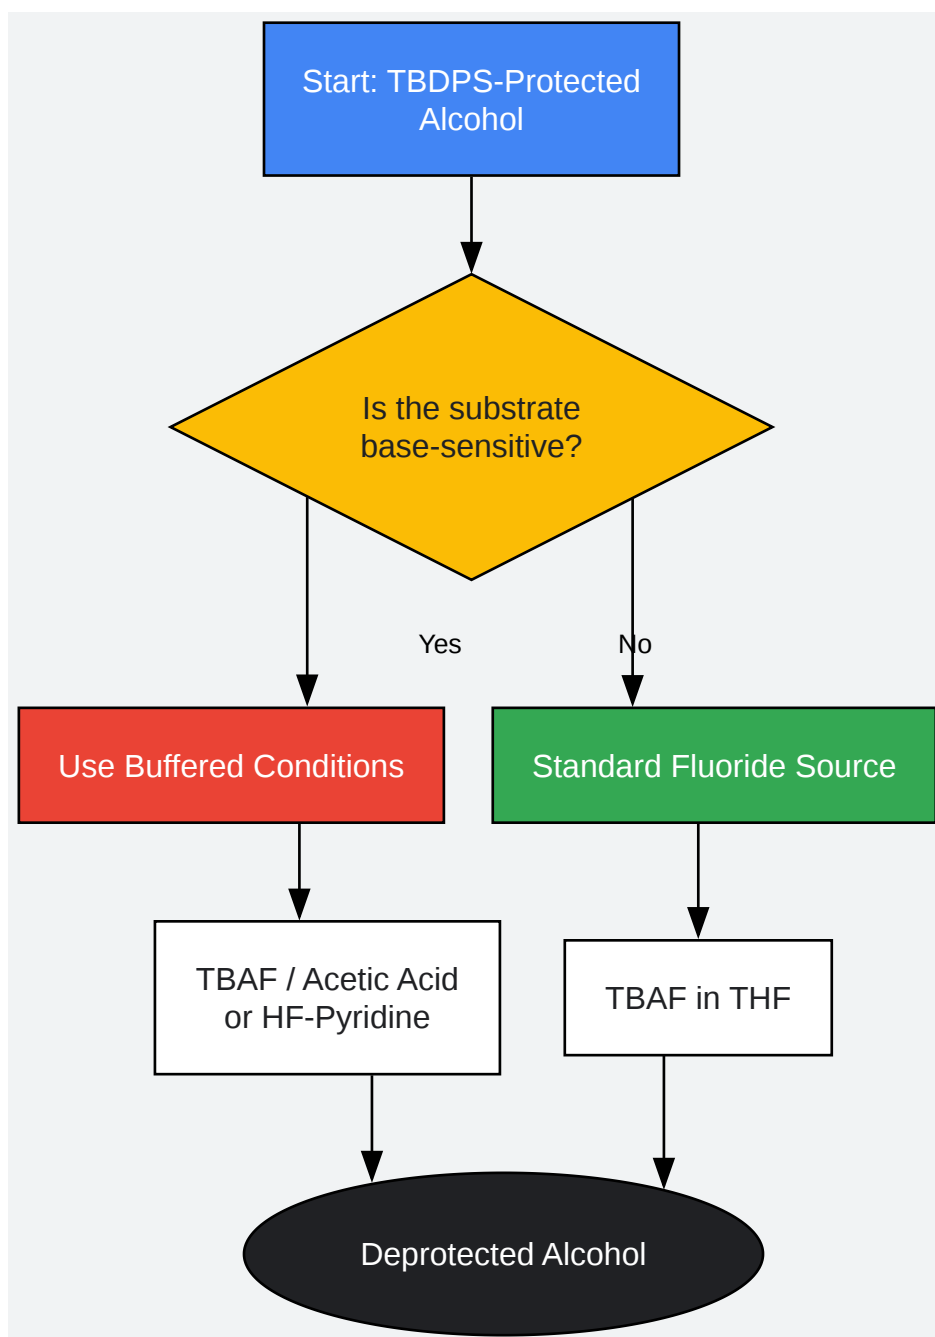 Start: TBDPS-Protected
Alcohol
Is the substrate
base-sensitive?
Yes
No
Use Buffered Conditions
Standard Fluoride Source
TBAF / Acetic Acid
or HF-Pyridine
TBAF in THF
Deprotected Alcohol